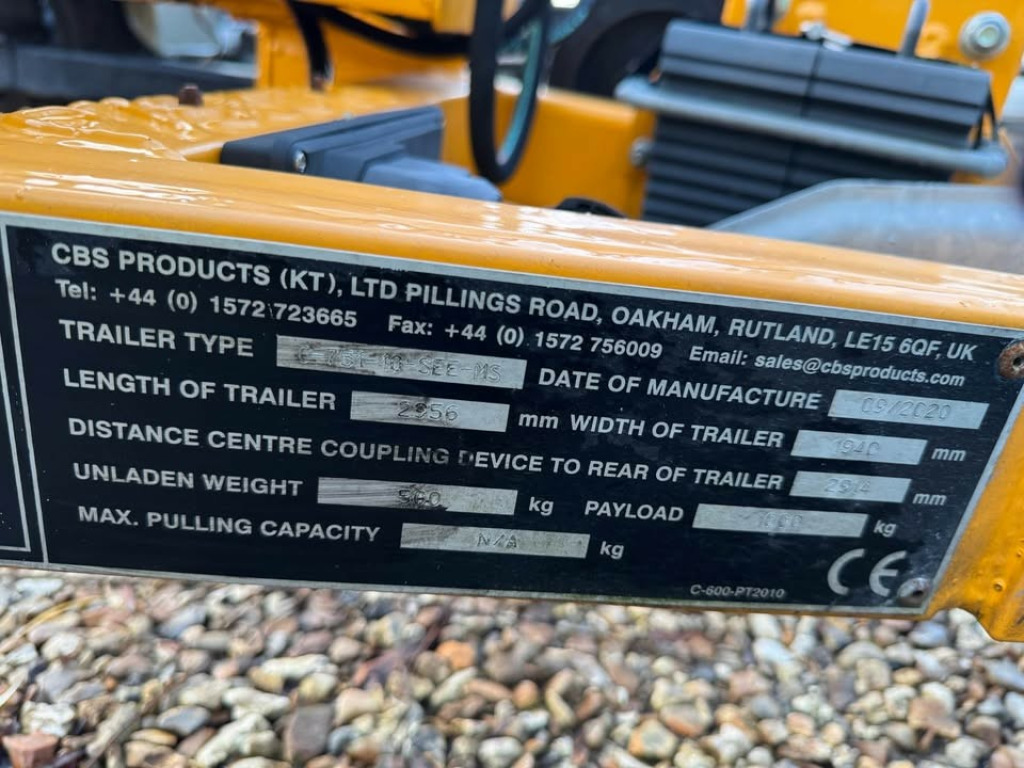 CBS PRODUCTS (KT), LTD PILLINGS ROAD, OAKHAM, RUTLAND, LE15 6QF, UK
Tel: +44 (0) 1572 723665 Fax: +44 (0) 1572 756009 Email: sales@cbsproducts.com
TRAILER TYPE DATE OF MANUFACTURE 09/2020
LENGTH OF TRAILER 2956 mm WIDTH OF TRAILER 1940 mm
DISTANCE CENTRE COUPLING DEVICE TO REAR OF TRAILER 2914 mm
UNLADEN WEIGHT kg PAYLOAD kg
MAX. PULLING CAPACITY N/A kg
CE
C-600-PT2010